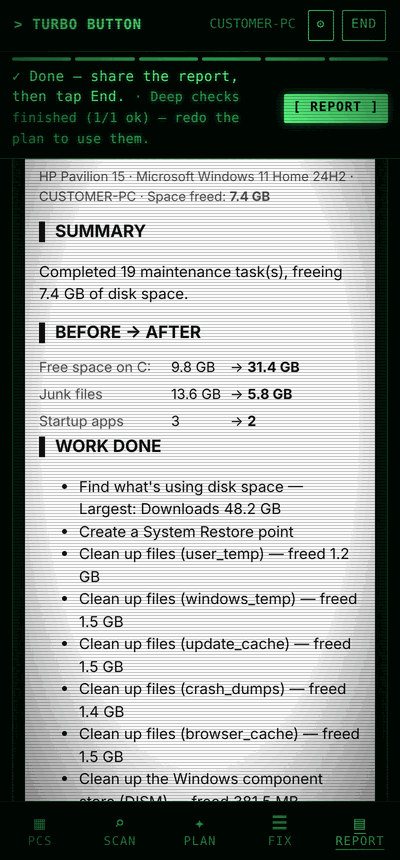 > TURBO BUTTON
CUSTOMER-PC
END
✓ Done — share the report,
then tap End. · Deep checks
finished (1/1 ok) — redo the
plan to use them.
[ REPORT ]
HP Pavilion 15 · Microsoft Windows 11 Home 24H2 ·
CUSTOMER-PC · Space freed: 7.4 GB
SUMMARY
Completed 19 maintenance task(s), freeing
7.4 GB of disk space.
BEFORE → AFTER
Free space on C: 9.8 GB → 31.4 GB
Junk files 13.6 GB → 5.8 GB
Startup apps 3 → 2
WORK DONE
• Find what's using disk space —
Largest: Downloads 48.2 GB
• Create a System Restore point
• Clean up files (user_temp) — freed 1.2
GB
• Clean up files (windows_temp) — freed
1.5 GB
• Clean up files (update_cache) — freed
1.5 GB
• Clean up files (crash_dumps) — freed
1.4 GB
• Clean up files (browser_cache) — freed
1.5 GB
• Clean up the Windows component
store (DISM) — freed 381.5 MB
PCS SCAN PLAN FIX REPORT